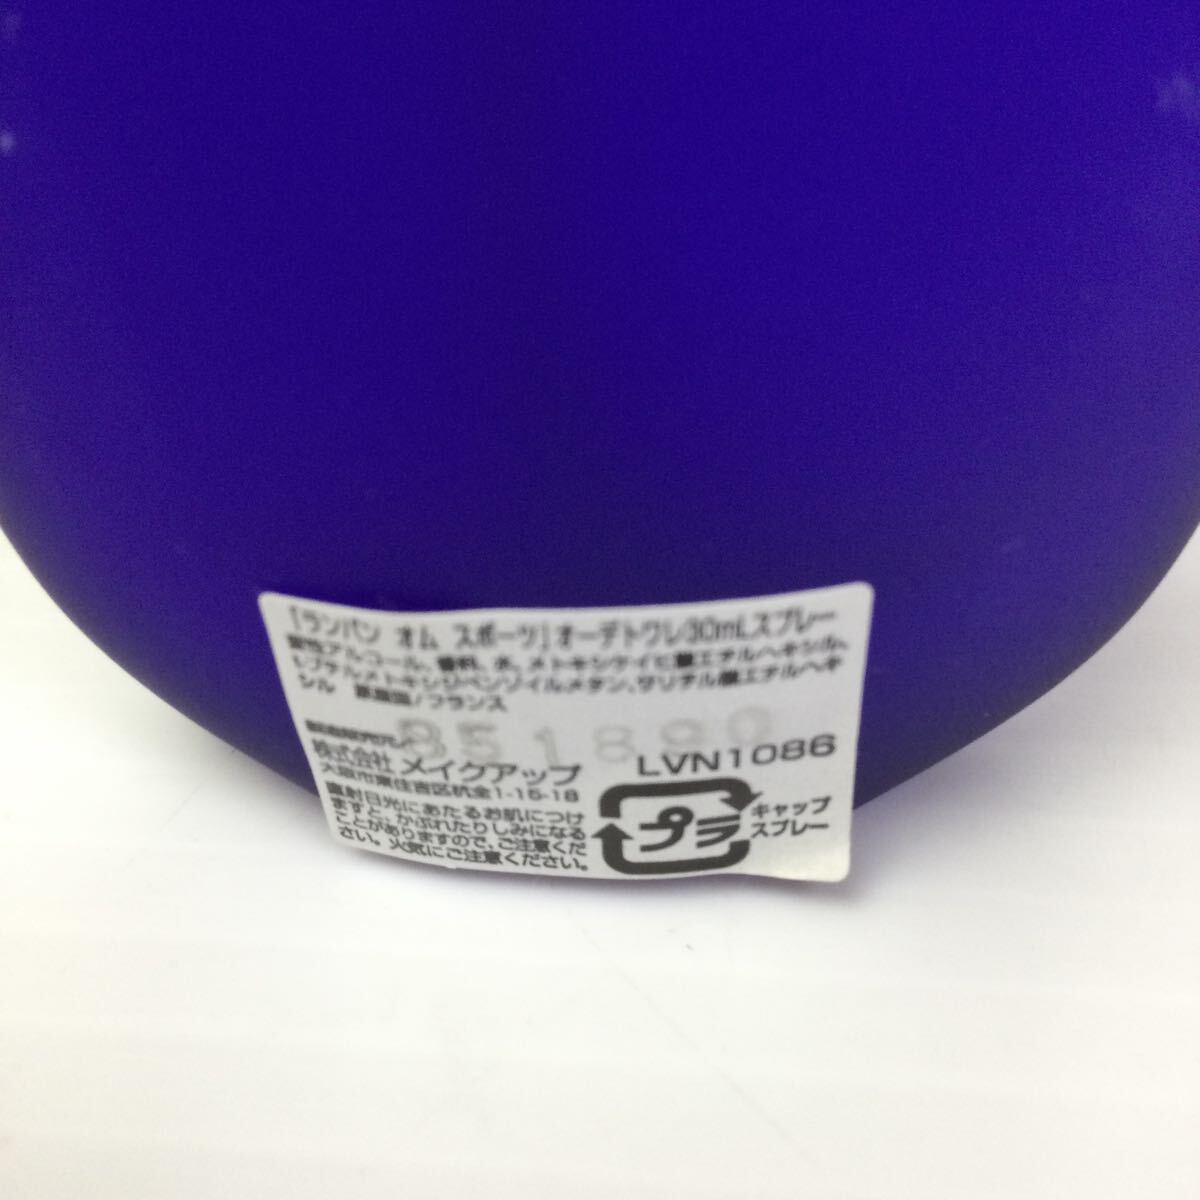 「ランバン オム スポーツ」オーデトワレ30mLスプレー
変性アルコール、香料、水、メトキシケイヒ酸エチルヘキシル、
t-ブチルメトキシジベンゾイルメタン、サリチル酸エチルヘキ
シル 原産国/フランス
製造販売元
851890
株式会社 メイクアップ
LVN1086
大阪市東住吉区杭全1-15-18
直射日光にあたるお肌につけ
ますと、かぶれたりしみになる
ことがありますので、ご注意くだ
さい。火気にご注意ください。
プラ
キャップ
スプレー